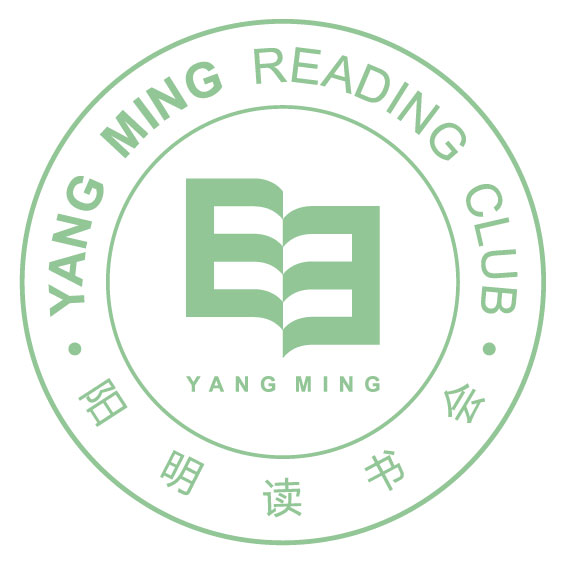 YANG MING READING CLUB
YANG MING
阳明读书会